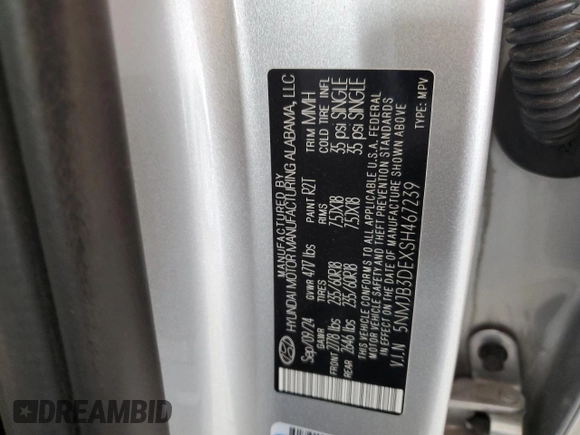 MANUFACTURED BY
HYUNDAI MOTOR MANUFACTURING ALABAMA, LLC
Sep/09/24 GVWR 4717 lbs PAINT R2T TRIM MMH
GAWR RIMS COLD TIRE INFL
FRONT 2778 lbs 235/60R18 7.5JX18 35 psi SINGLE
REAR 2646 lbs 235/60R18 7.5JX18 35 psi SINGLE
THIS VEHICLE CONFORMS TO ALL APPLICABLE U.S.A. FEDERAL
MOTOR VEHICLE SAFETY AND THEFT PREVENTION STANDARDS
IN EFFECT ON THE DATE OF MANUFACTURE SHOWN ABOVE
V.I.N 5NMJB3DEXSH467239 TYPE: MPV
DREAMBID